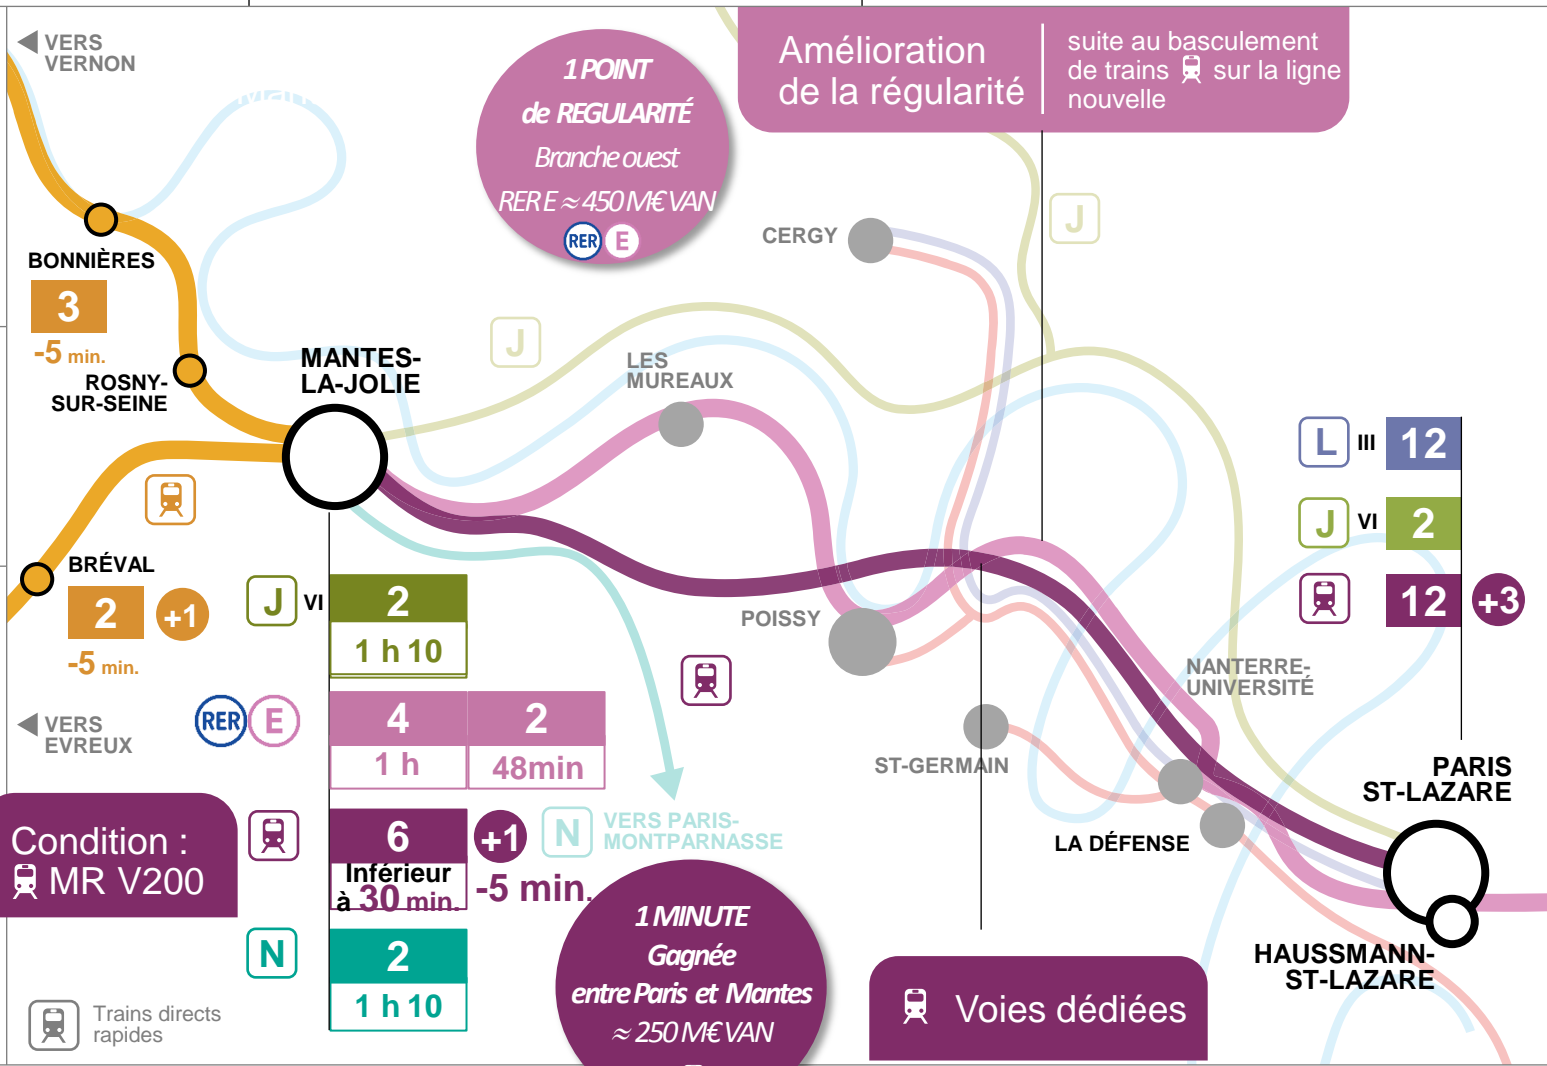 VERS
VERNON
Man
1 POINT
de REGULARITÉ
Branche ouest
RER E ≈ 450 M€ VAN
RER E
Amélioration
de la régularité
suite au basculement
de trains sur la ligne
nouvelle
J
CERGY
BONNIÈRES
3
-5 min.
ROSNY-
SUR-SEINE
MANTES-
LA-JOLIE
J
LES
MUREAUX
L III 12
J VI 2
12 +3
BRÉVAL
2 +1
-5 min.
J VI 2
1 h 10
POISSY
NANTERRE-
UNIVERSITÉ
VERS
EVREUX
RER E 4 2
1 h 48min
ST-GERMAIN
PARIS
ST-LAZARE
Condition :
MR V200
6 +1
Inférieur
à 30 min. -5 min.
N VERS PARIS-
MONTPARNASSE
LA DÉFENSE
N 2
1 h 10
1 MINUTE
Gagnée
entre Paris et Mantes
≈ 250 M€ VAN
HAUSSMANN-
ST-LAZARE
Voies dédiées
Trains directs
rapides